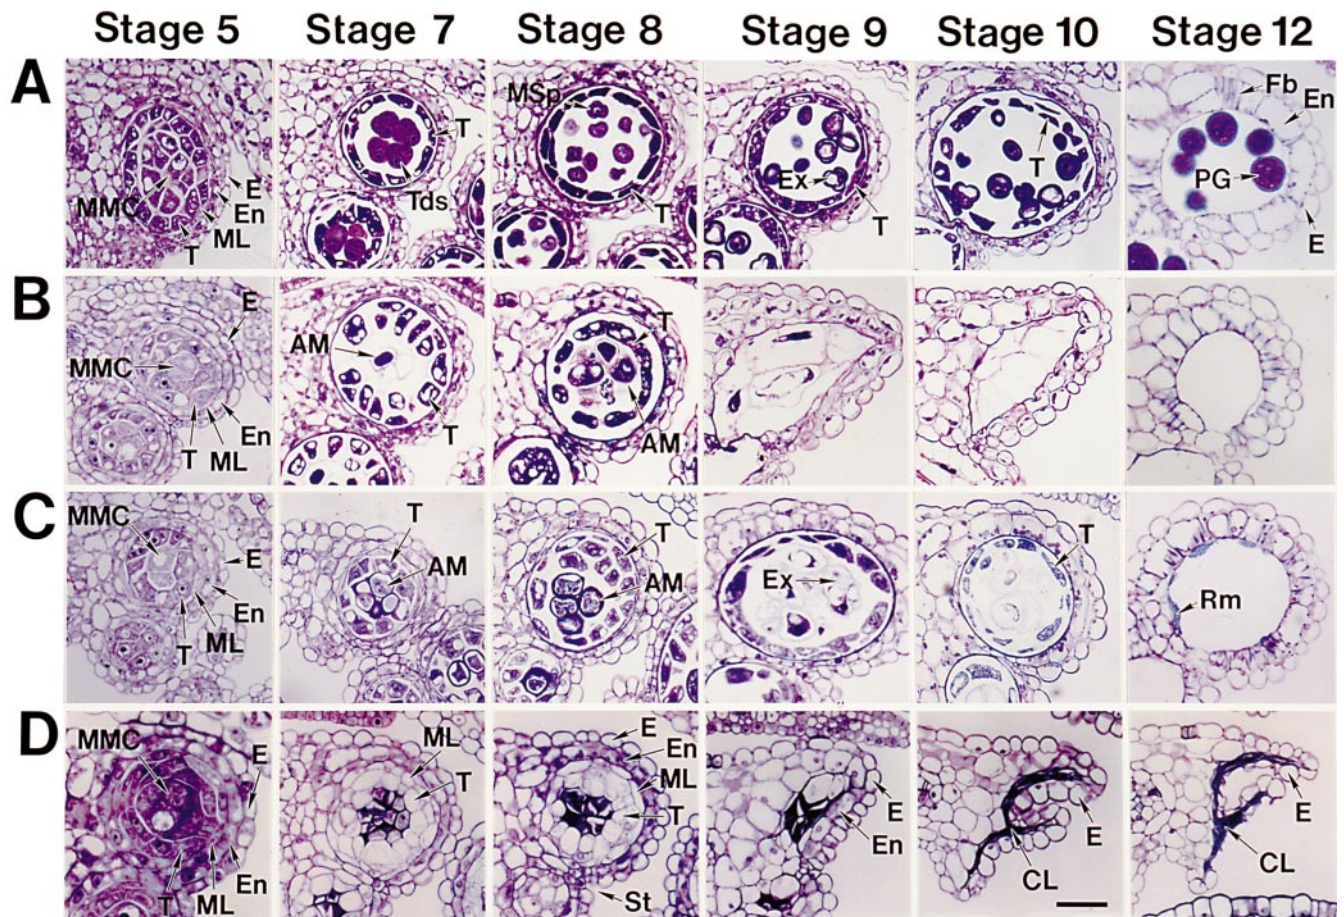 Stage 5 Stage 7 Stage 8 Stage 9 Stage 10 Stage 12
A
MMC E En ML T
T Tds
MSp T
Ex T
T
Fb En PG E
B
MMC E En T ML
AM T
T AM
C
MMC E En ML T
T AM
T AM
Ex
T
Rm
D
MMC E En T ML
ML T
E En ML T St
E En
E CL
E CL